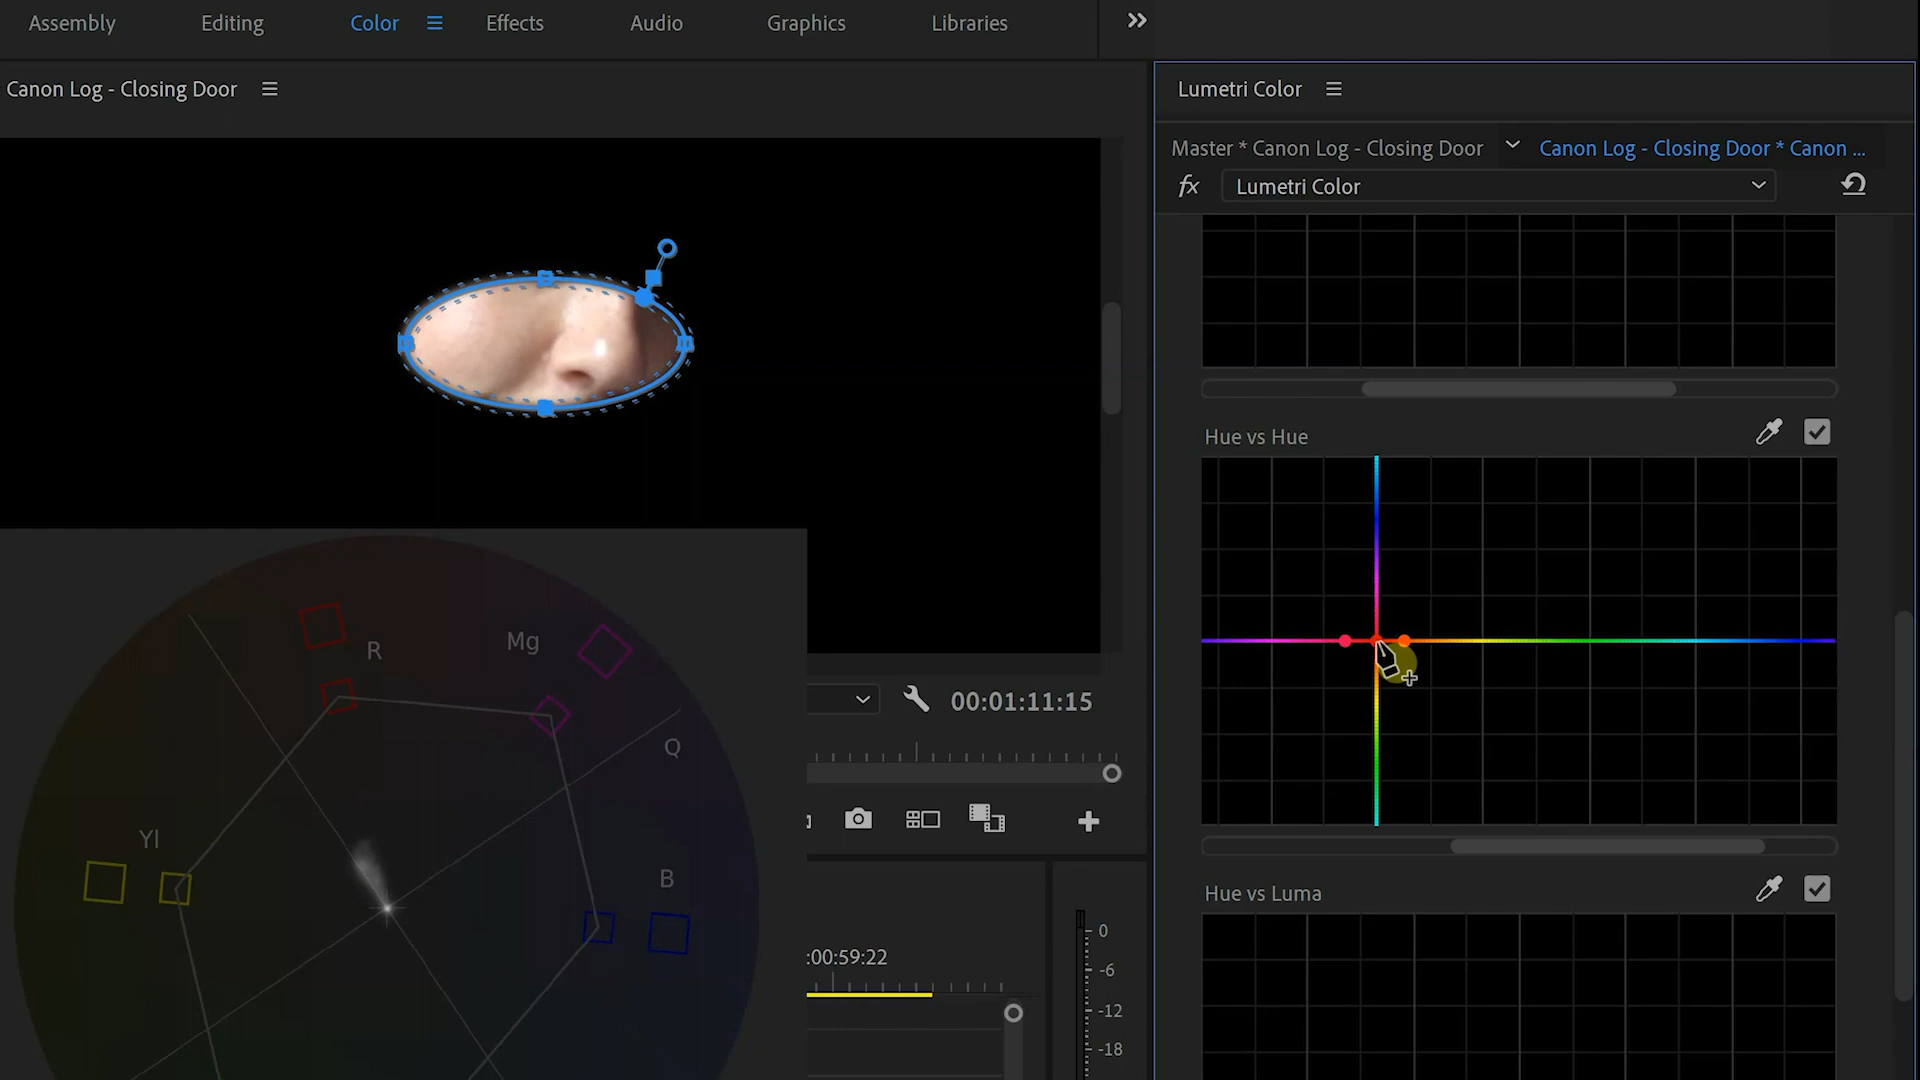 Assembly
Editing
Color
Effects
Audio
Graphics
Libraries
Canon Log - Closing Door
Lumetri Color
Master * Canon Log - Closing Door
Canon Log - Closing Door * Canon ...
fx
Lumetri Color
Hue vs Hue
R
Mg
Q
Yl
B
00:01:11:15
Hue vs Luma
:00:59:22
0
-6
-12
-18